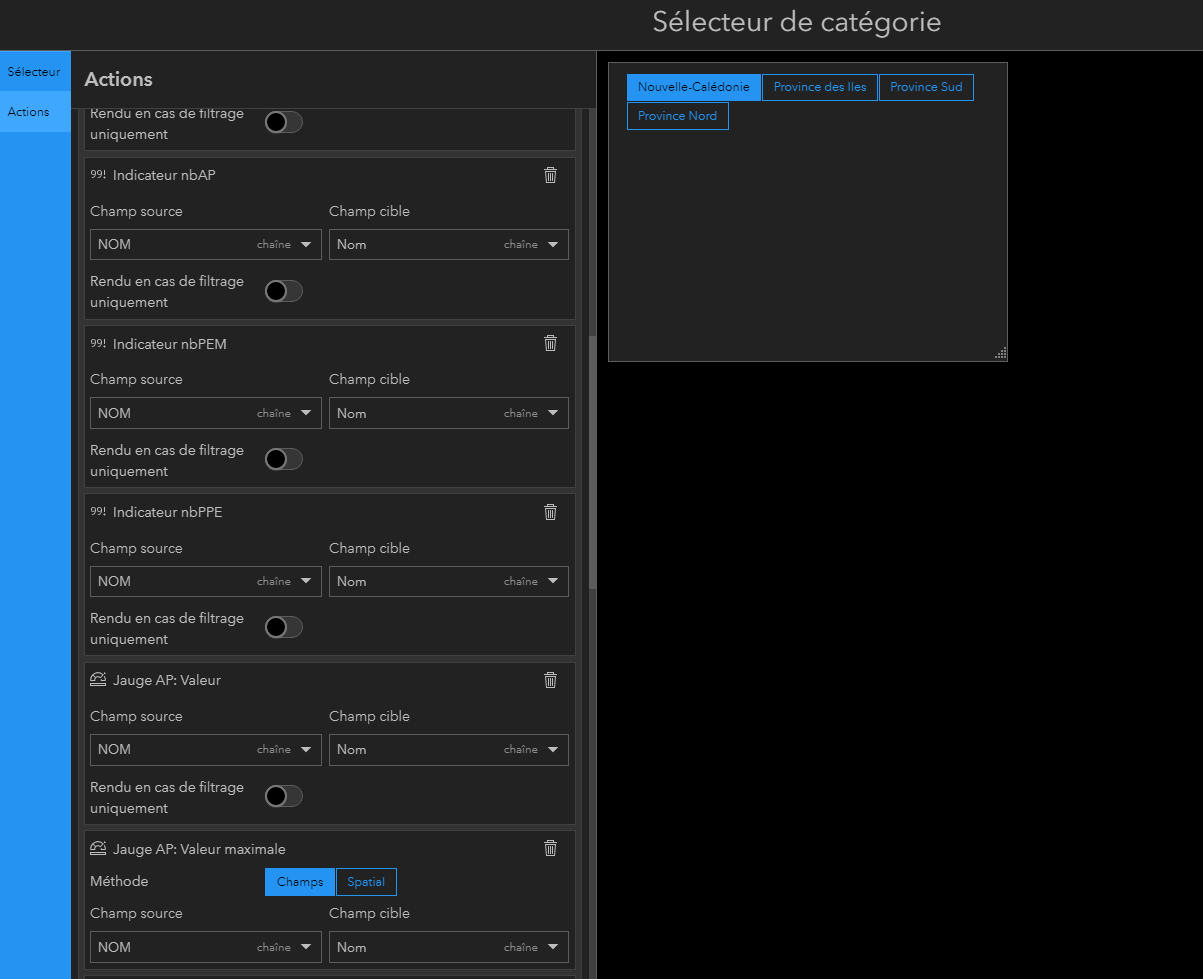 Sélecteur de catégorie
Sélecteur
Actions
Actions
Rendu en cas de filtrage
uniquement
99! Indicateur nbAP
Champ source Champ cible
NOM chaîne Nom chaîne
Rendu en cas de filtrage
uniquement
99! Indicateur nbPEM
Champ source Champ cible
NOM chaîne Nom chaîne
Rendu en cas de filtrage
uniquement
99! Indicateur nbPPE
Champ source Champ cible
NOM chaîne Nom chaîne
Rendu en cas de filtrage
uniquement
Jauge AP: Valeur
Champ source Champ cible
NOM chaîne Nom chaîne
Rendu en cas de filtrage
uniquement
Jauge AP: Valeur maximale
Méthode Champs Spatial
Champ source Champ cible
NOM chaîne Nom chaîne
Nouvelle-Calédonie Province des Iles Province Sud
Province Nord